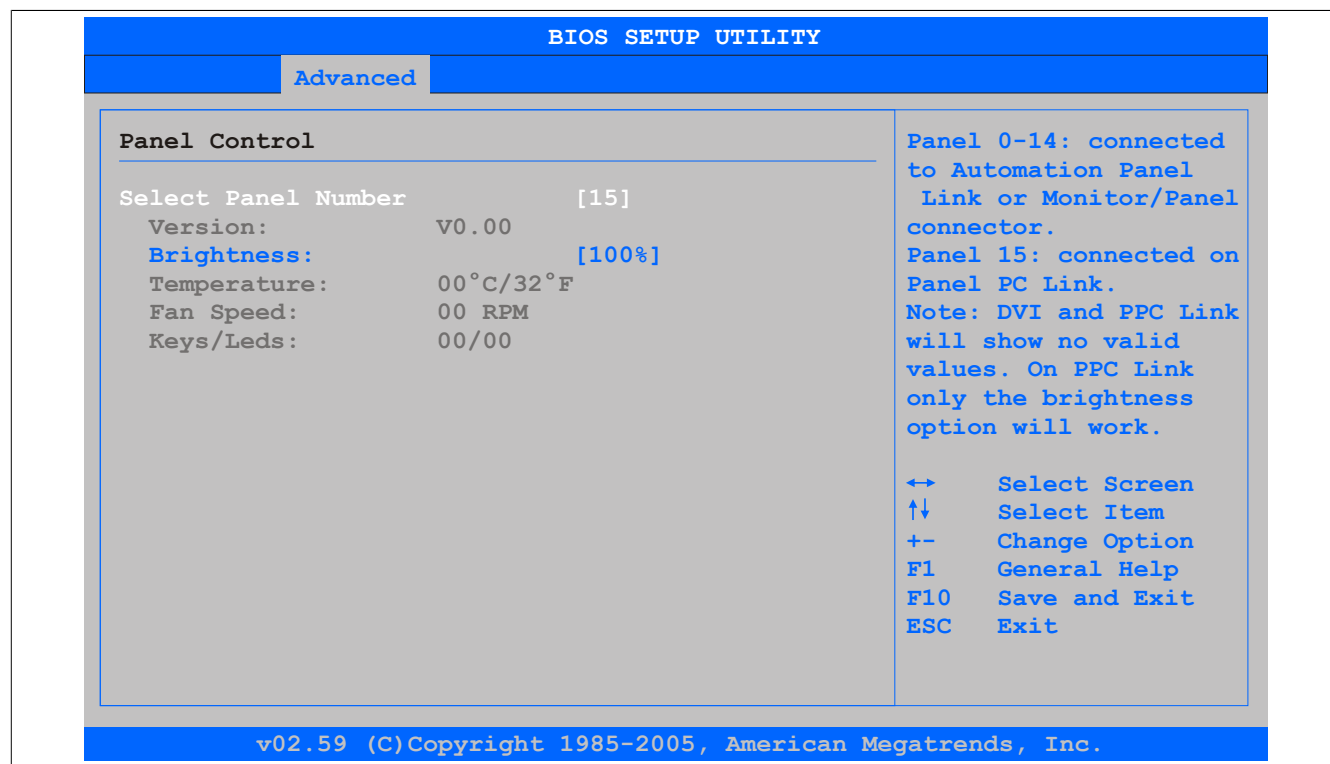 BIOS SETUP UTILITY
Advanced
Panel Control
Select Panel Number [15]
Version: V0.00
Brightness: [100%]
Temperature: 00°C/32°F
Fan Speed: 00 RPM
Keys/Leds: 00/00
Panel 0-14: connected
to Automation Panel
Link or Monitor/Panel
connector.
Panel 15: connected on
Panel PC Link.
Note: DVI and PPC Link
will show no valid
values. On PPC Link
only the brightness
option will work.
↔ Select Screen
↑↓ Select Item
+- Change Option
F1 General Help
F10 Save and Exit
ESC Exit
v02.59 (C)Copyright 1985-2005, American Megatrends, Inc.